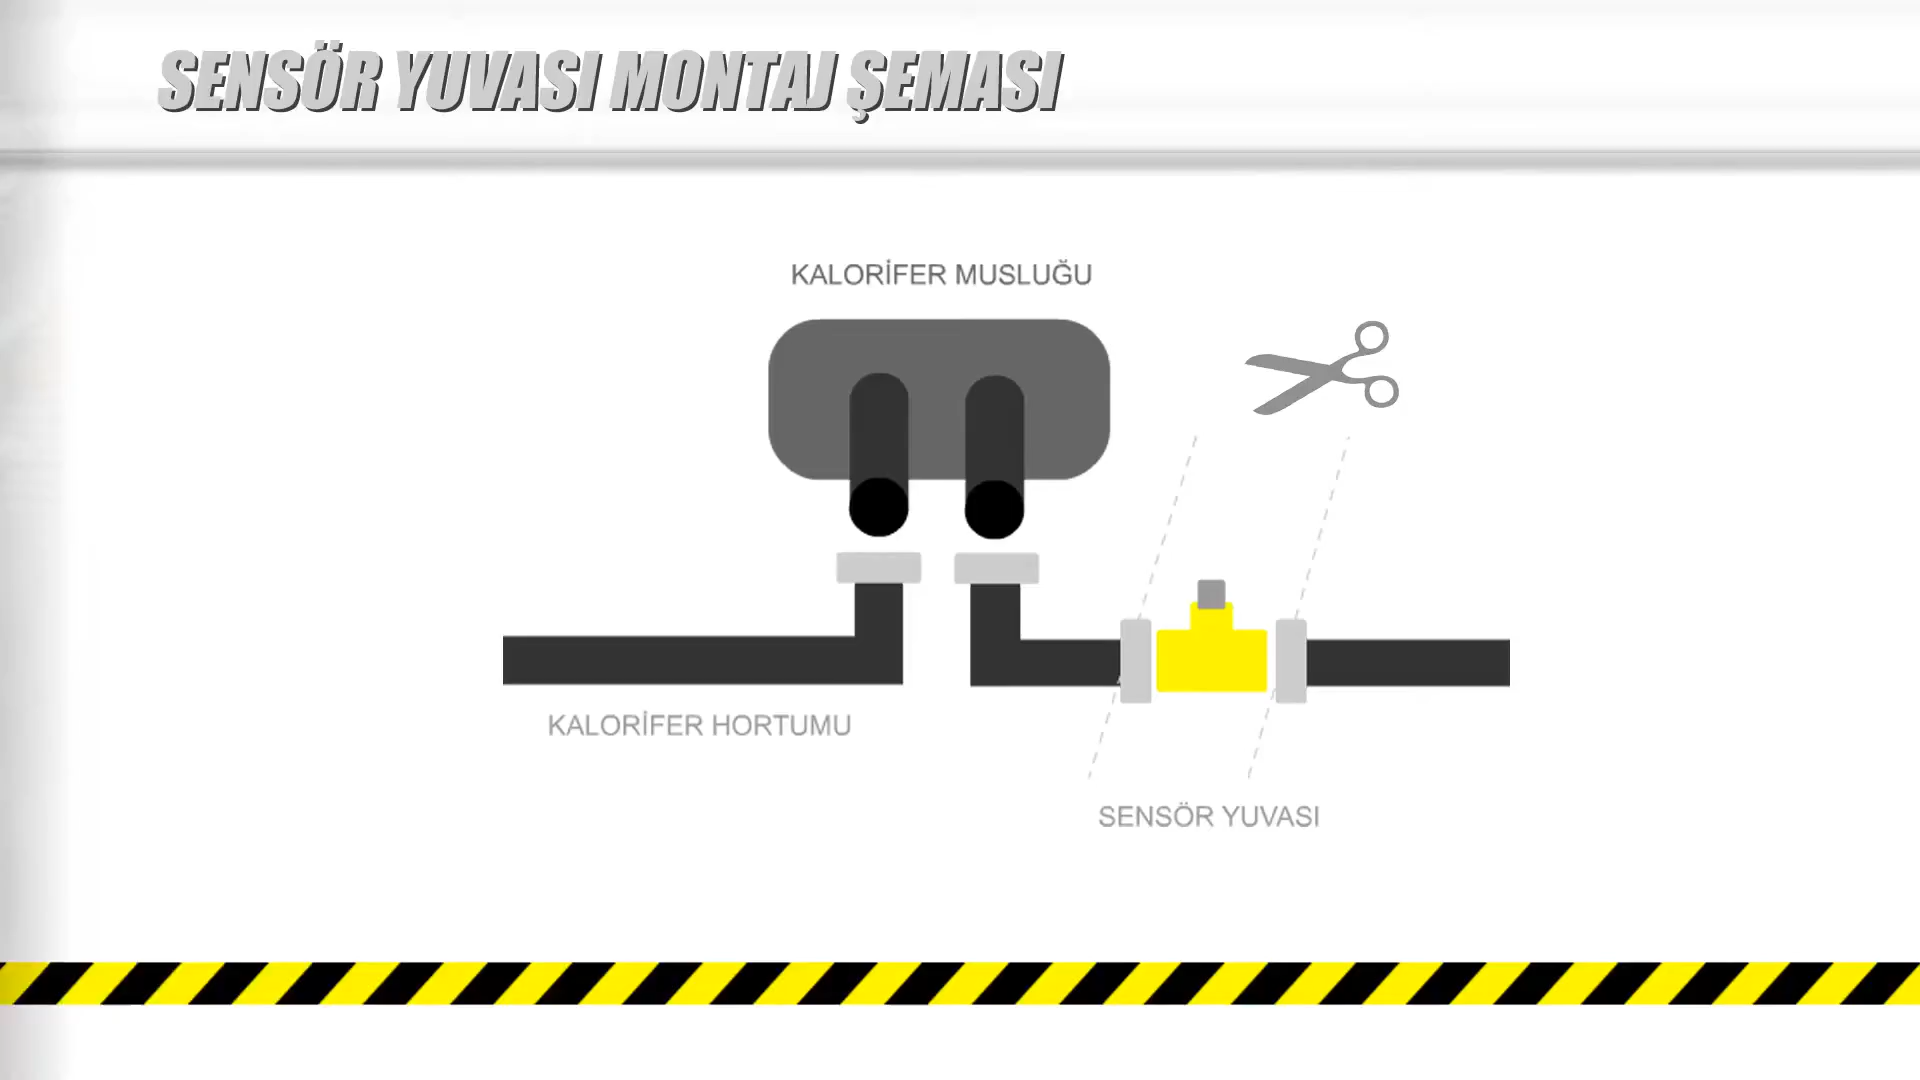 SENSÖR YUVASI MONTAJ ŞEMASI
KALORİFER MUSLUĞU
KALORİFER HORTUMU
SENSÖR YUVASI